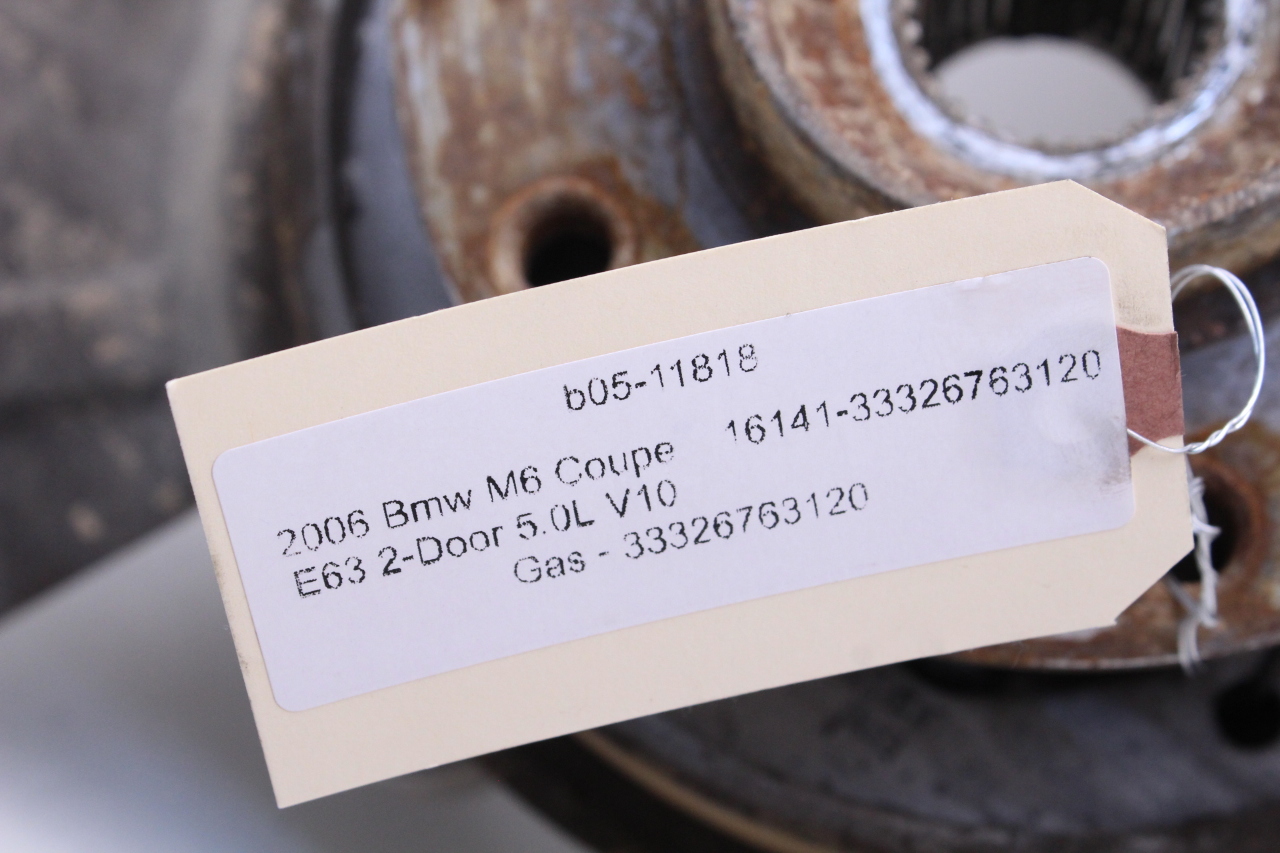 b05-11818
16141-33326763120
2006 Bmw M6 Coupe
E63 2-Door 5.0L V10
Gas - 33326763120